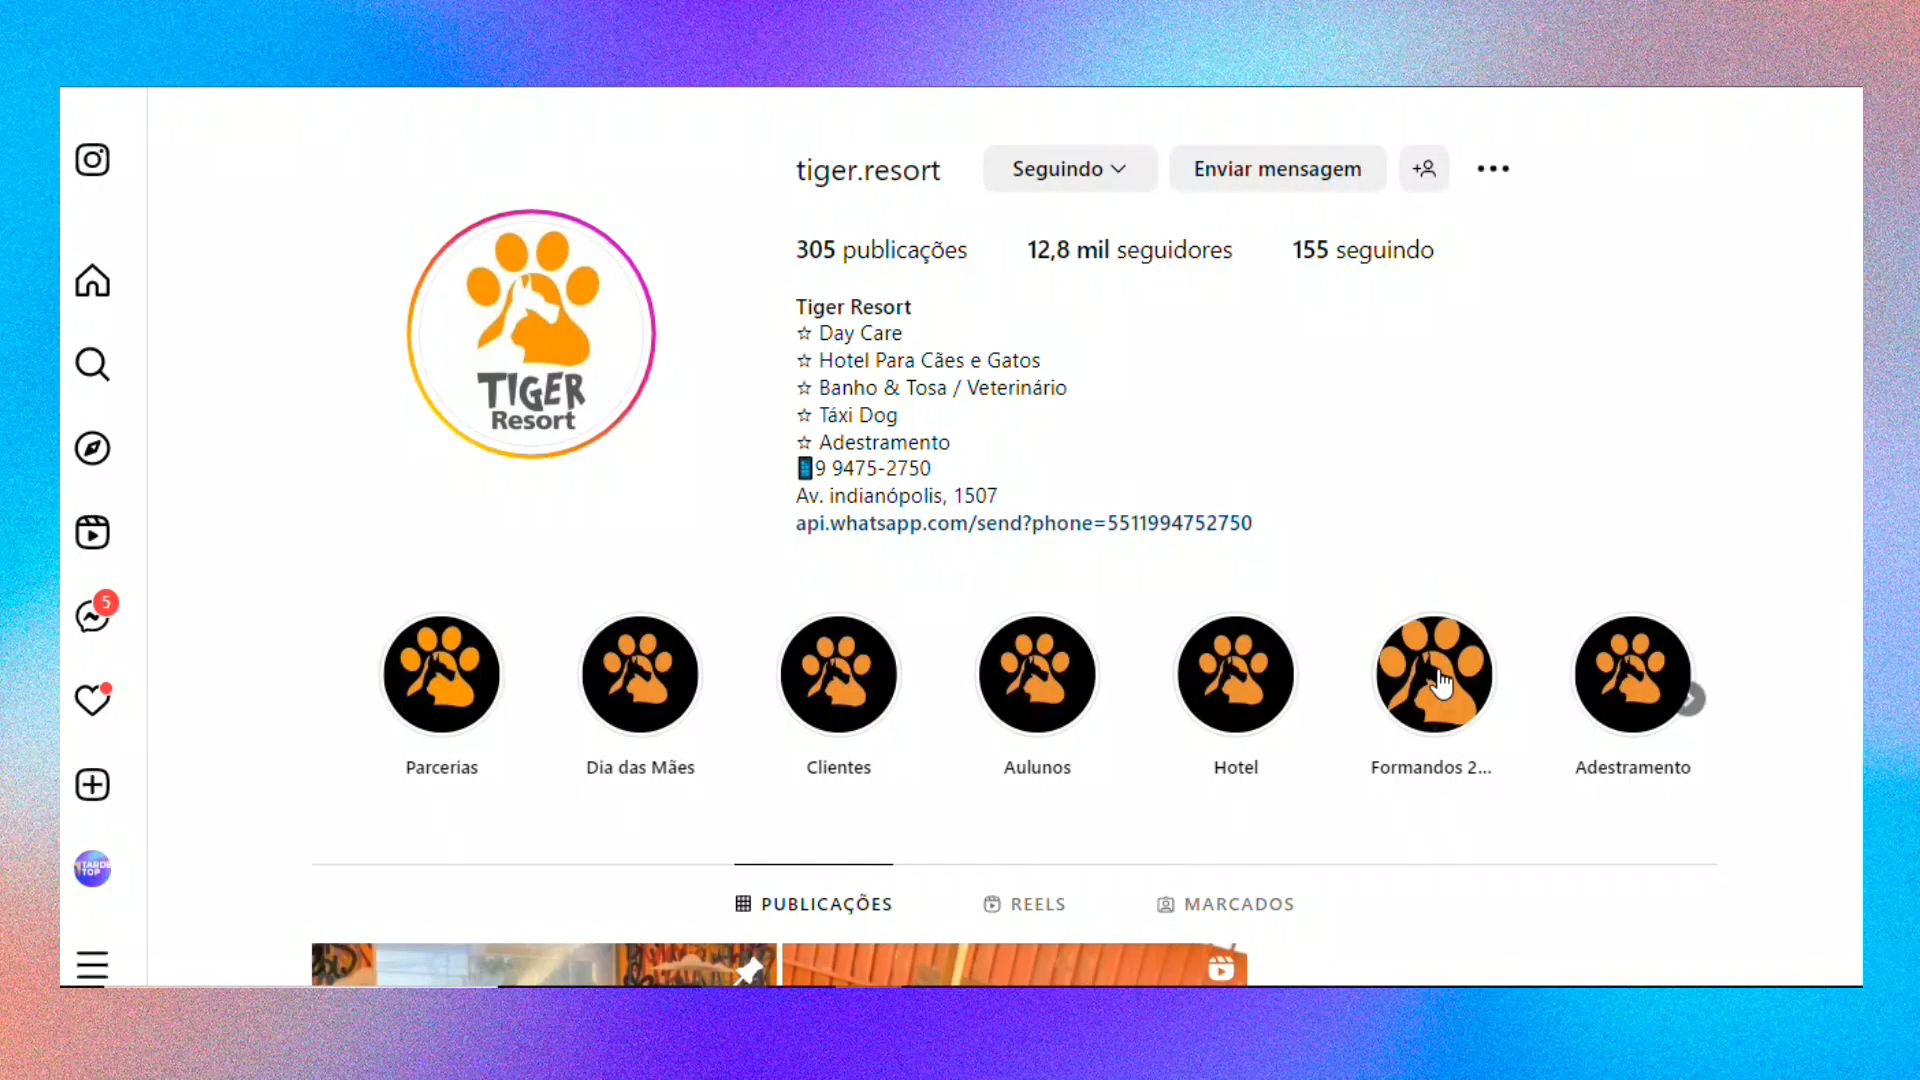 tiger.resort
Seguindo
Enviar mensagem
305 publicações
12,8 mil seguidores
155 seguindo
TIGER
Resort
Tiger Resort
☆ Day Care
☆ Hotel Para Cães e Gatos
☆ Banho & Tosa / Veterinário
☆ Táxi Dog
☆ Adestramento
📱9 9475-2750
Av. indianópolis, 1507
api.whatsapp.com/send?phone=5511994752750
5
Parcerias
Dia das Mães
Clientes
Aulunos
Hotel
Formandos 2...
Adestramento
TARDE
TOP
PUBLICAÇÕES
REELS
MARCADOS